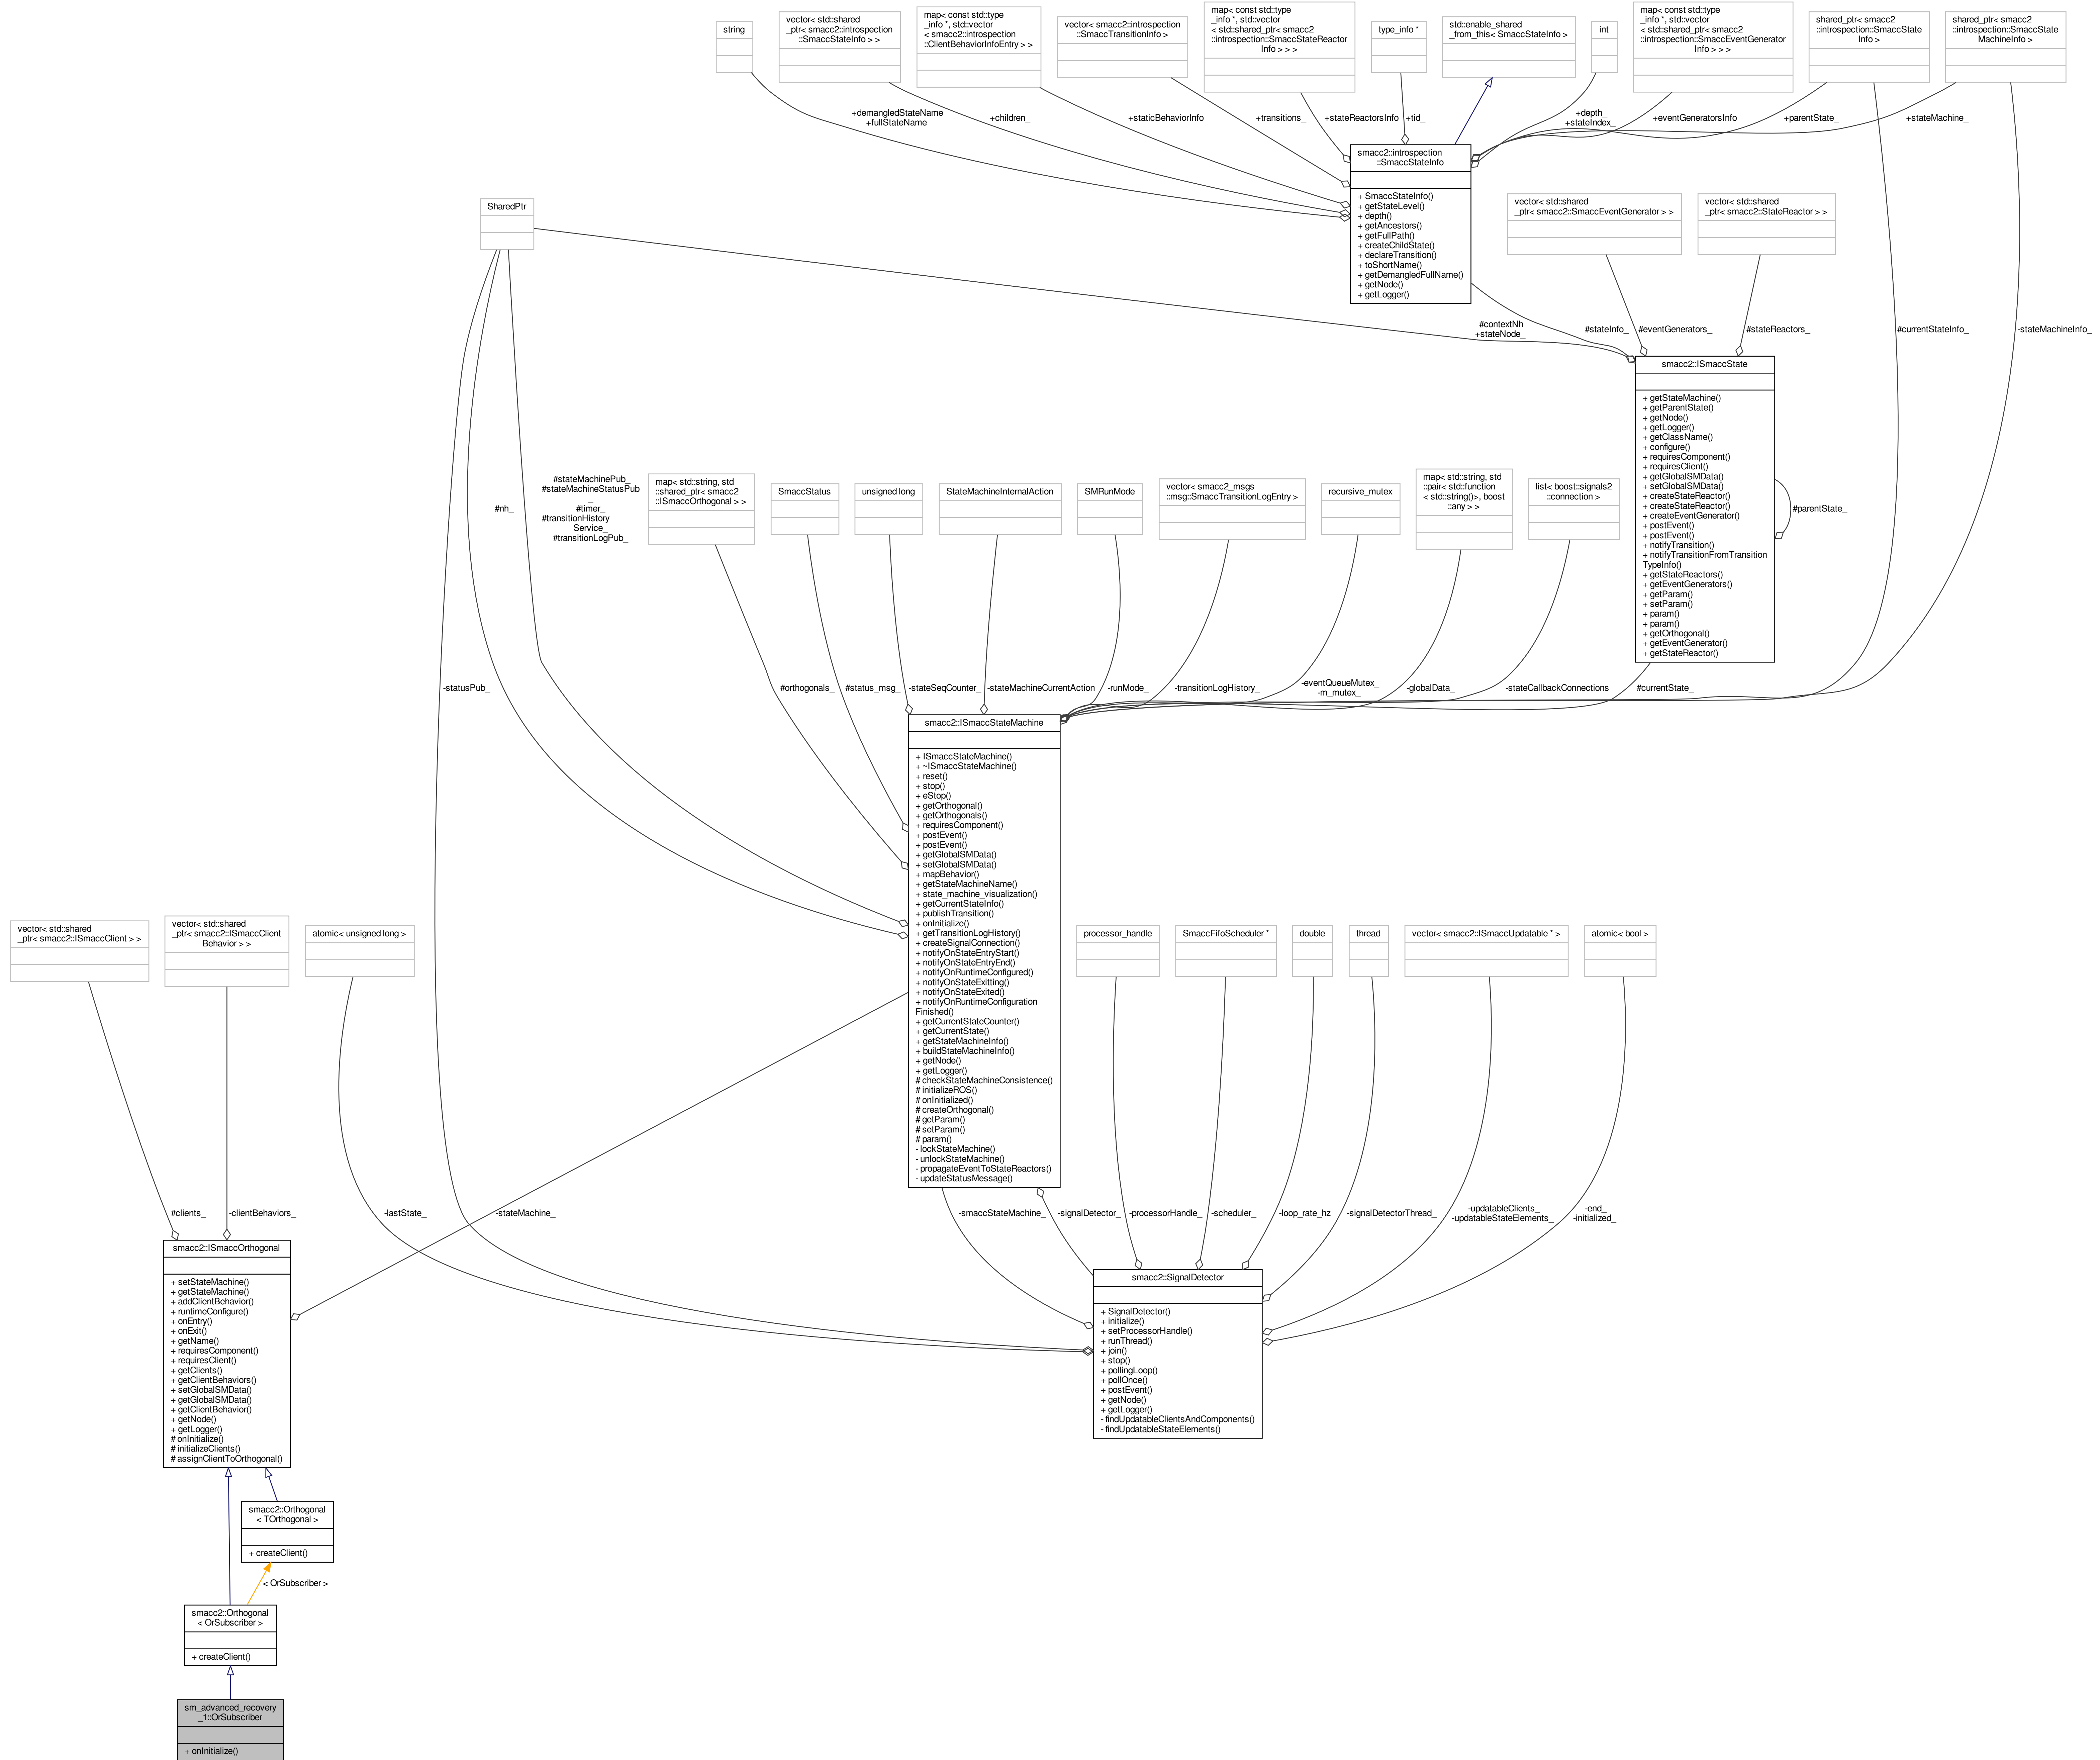 string
vector< std::shared
_ptr< smacc2::introspection
::SmaccStateInfo > >
map< const std::type
_info *, std::vector
< smacc2::introspection
::ClientBehaviorInfoEntry > >
vector< smacc2::introspection
::SmaccTransitionInfo >
map< const std::type
_info *, std::vector
< std::shared_ptr< smacc2
::introspection::SmaccStateReactor
Info > > >
type_info *
std::enable_shared
_from_this< SmaccStateInfo >
int
map< const std::type
_info *, std::vector
< std::shared_ptr< smacc2
::introspection::SmaccEventGenerator
Info > > >
shared_ptr< smacc2
::introspection::SmaccState
Info >
shared_ptr< smacc2
::introspection::SmaccState
MachineInfo >
+demangledStateName
+fullStateName
+children_
+staticBehaviorInfo
+transitions_
+stateReactorsInfo
+tid_
+depth_
+stateIndex_
+eventGeneratorsInfo
+parentState_
+stateMachine_
smacc2::introspection
::SmaccStateInfo
+ SmaccStateInfo()
+ getStateLevel()
+ depth()
+ getAncestors()
+ getFullPath()
+ createChildState()
+ declareTransition()
+ toShortName()
+ getDemangledFullName()
+ getNode()
+ getLogger()
SharedPtr
vector< std::shared
_ptr< smacc2::SmaccEventGenerator > >
vector< std::shared
_ptr< smacc2::StateReactor > >
#contextNh
+stateNode_
#stateInfo_
#eventGenerators_
#stateReactors_
#currentStateInfo_
-stateMachineInfo_
smacc2::ISmaccState
+ getStateMachine()
+ getParentState()
+ getNode()
+ getLogger()
+ getClassName()
+ configure()
+ requiresComponent()
+ requiresClient()
+ getGlobalSMData()
+ setGlobalSMData()
+ createStateReactor()
+ createStateReactor()
+ createEventGenerator()
+ postEvent()
+ postEvent()
+ notifyTransition()
+ notifyTransitionFromTransition
TypeInfo()
+ getStateReactors()
+ getEventGenerators()
+ getParam()
+ setParam()
+ param()
+ param()
+ getOrthogonal()
+ getEventGenerator()
+ getStateReactor()
#parentState_
#nh_
#stateMachinePub_
#stateMachineStatusPub
_
#timer_
#transitionHistory
Service_
#transitionLogPub_
map< std::string, std
::shared_ptr< smacc2
::ISmaccOrthogonal > >
SmaccStatus
unsigned long
StateMachineInternalAction
SMRunMode
vector< smacc2_msgs
::msg::SmaccTransitionLogEntry >
recursive_mutex
map< std::string, std
::pair< std::function
< std::string()>, boost
::any > >
list< boost::signals2
::connection >
-statusPub_
#orthogonals_
#status_msg_
-stateSeqCounter_
-stateMachineCurrentAction
-runMode_
-transitionLogHistory_
-eventQueueMutex_
-m_mutex_
-globalData_
-stateCallbackConnections
#currentState_
smacc2::ISmaccStateMachine
+ ISmaccStateMachine()
+ ~ISmaccStateMachine()
+ reset()
+ stop()
+ eStop()
+ getOrthogonal()
+ getOrthogonals()
+ requiresComponent()
+ postEvent()
+ postEvent()
+ getGlobalSMData()
+ setGlobalSMData()
+ mapBehavior()
+ getStateMachineName()
+ state_machine_visualization()
+ getCurrentStateInfo()
+ publishTransition()
+ onInitialize()
+ getTransitionLogHistory()
+ createSignalConnection()
+ notifyOnStateEntryStart()
+ notifyOnStateEntryEnd()
+ notifyOnRuntimeConfigured()
+ notifyOnStateExitting()
+ notifyOnStateExited()
+ notifyOnRuntimeConfiguration
Finished()
+ getCurrentStateCounter()
+ getCurrentState()
+ getStateMachineInfo()
+ buildStateMachineInfo()
+ getNode()
+ getLogger()
# checkStateMachineConsistence()
# initializeROS()
# onInitialized()
# createOrthogonal()
# getParam()
# setParam()
# param()
- lockStateMachine()
- unlockStateMachine()
- propagateEventToStateReactors()
- updateStatusMessage()
vector< std::shared
_ptr< smacc2::ISmaccClient > >
vector< std::shared
_ptr< smacc2::ISmaccClient
Behavior > >
atomic< unsigned long >
processor_handle
SmaccFifoScheduler *
double
thread
vector< smacc2::ISmaccUpdatable * >
atomic< bool >
#clients_
-clientBehaviors_
-lastState_
-stateMachine_
-smaccStateMachine_
-signalDetector_
-processorHandle_
-scheduler_
-loop_rate_hz
-signalDetectorThread_
-updatableClients_
-updatableStateElements_
-end_
-initialized_
smacc2::ISmaccOrthogonal
+ setStateMachine()
+ getStateMachine()
+ addClientBehavior()
+ runtimeConfigure()
+ onEntry()
+ onExit()
+ getName()
+ requiresComponent()
+ requiresClient()
+ getClients()
+ getClientBehaviors()
+ setGlobalSMData()
+ getGlobalSMData()
+ getClientBehavior()
+ getNode()
+ getLogger()
# onInitialize()
# initializeClients()
# assignClientToOrthogonal()
smacc2::SignalDetector
+ SignalDetector()
+ initialize()
+ setProcessorHandle()
+ runThread()
+ join()
+ stop()
+ pollingLoop()
+ pollOnce()
+ postEvent()
+ getNode()
+ getLogger()
- findUpdatableClientsAndComponents()
- findUpdatableStateElements()
smacc2::Orthogonal
< TOrthogonal >
+ createClient()
< OrSubscriber >
smacc2::Orthogonal
< OrSubscriber >
+ createClient()
sm_advanced_recovery
_1::OrSubscriber
+ onInitialize()